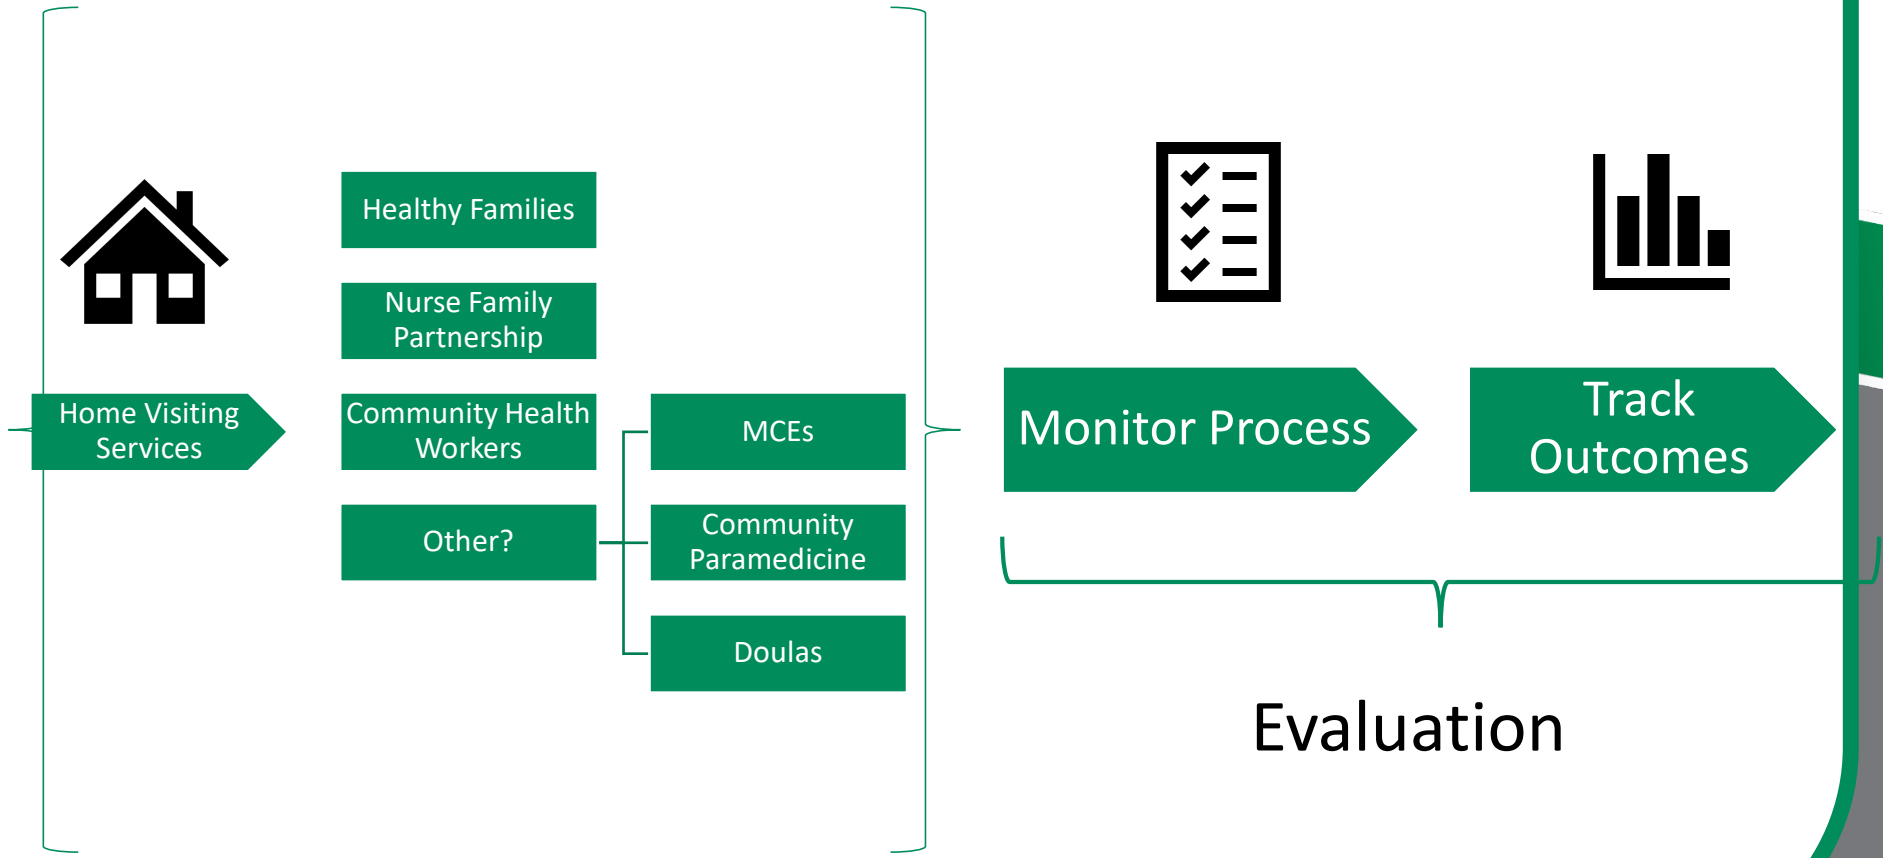 Home Visiting
Services
Healthy Families
Nurse Family
Partnership
Community Health
Workers
Other?
MCEs
Community
Paramedicine
Doulas
Monitor Process
Track
Outcomes
Evaluation